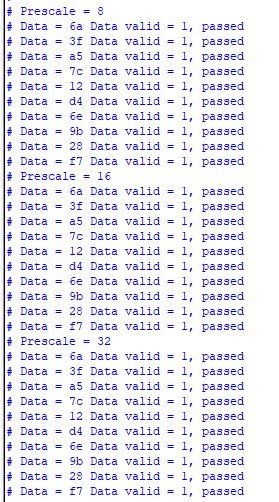 # Prescale = 8
# Data = 6a Data valid = 1, passed
# Data = 3f Data valid = 1, passed
# Data = a5 Data valid = 1, passed
# Data = 7c Data valid = 1, passed
# Data = 12 Data valid = 1, passed
# Data = d4 Data valid = 1, passed
# Data = 6e Data valid = 1, passed
# Data = 9b Data valid = 1, passed
# Data = 28 Data valid = 1, passed
# Data = f7 Data valid = 1, passed
# Prescale = 16
# Data = 6a Data valid = 1, passed
# Data = 3f Data valid = 1, passed
# Data = a5 Data valid = 1, passed
# Data = 7c Data valid = 1, passed
# Data = 12 Data valid = 1, passed
# Data = d4 Data valid = 1, passed
# Data = 6e Data valid = 1, passed
# Data = 9b Data valid = 1, passed
# Data = 28 Data valid = 1, passed
# Data = f7 Data valid = 1, passed
# Prescale = 32
# Data = 6a Data valid = 1, passed
# Data = 3f Data valid = 1, passed
# Data = a5 Data valid = 1, passed
# Data = 7c Data valid = 1, passed
# Data = 12 Data valid = 1, passed
# Data = d4 Data valid = 1, passed
# Data = 6e Data valid = 1, passed
# Data = 9b Data valid = 1, passed
# Data = 28 Data valid = 1, passed
# Data = f7 Data valid = 1, passed